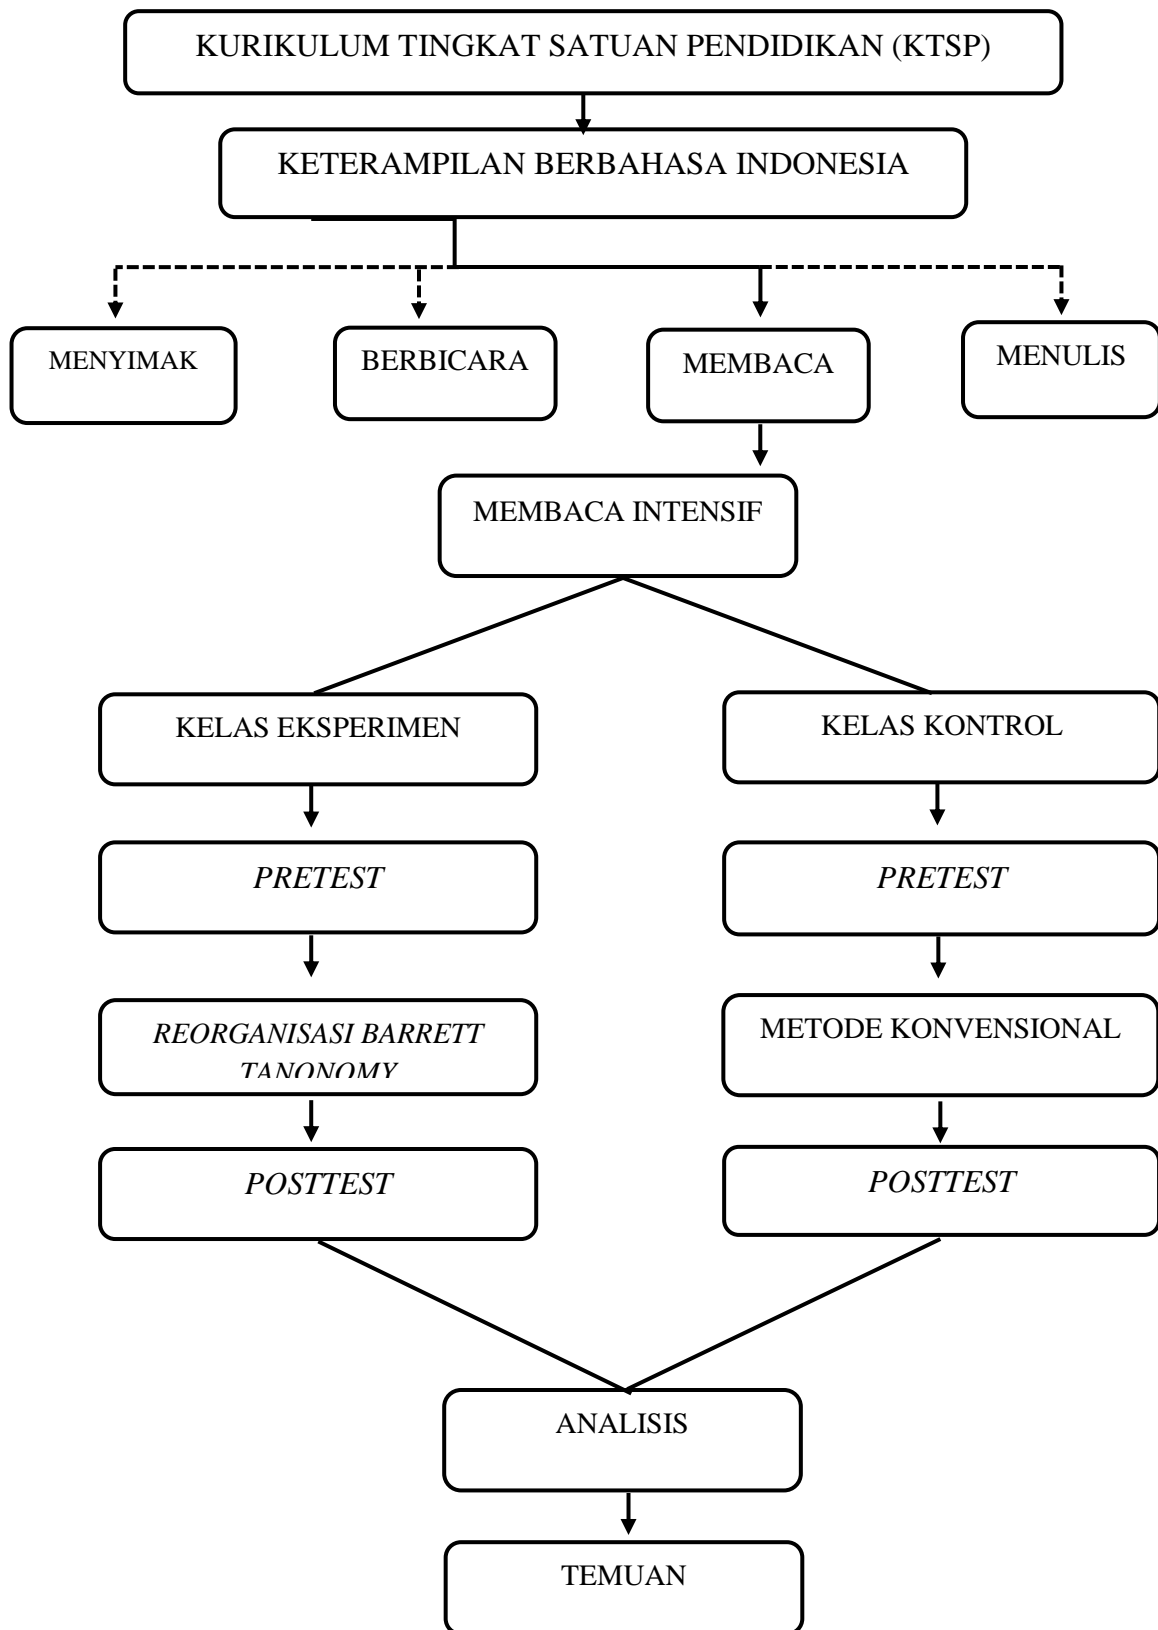 KURIKULUM TINGKAT SATUAN PENDIDIKAN (KTSP)
KETERAMPILAN BERBAHASA INDONESIA
MENYIMAK
BERBICARA
MEMBACA
MENULIS
MEMBACA INTENSIF
KELAS EKSPERIMEN
KELAS KONTROL
PRETEST
PRETEST
REORGANISASI BARRETT
TANONOMY
METODE KONVENSIONAL
POSTTEST
POSTTEST
ANALISIS
TEMUAN